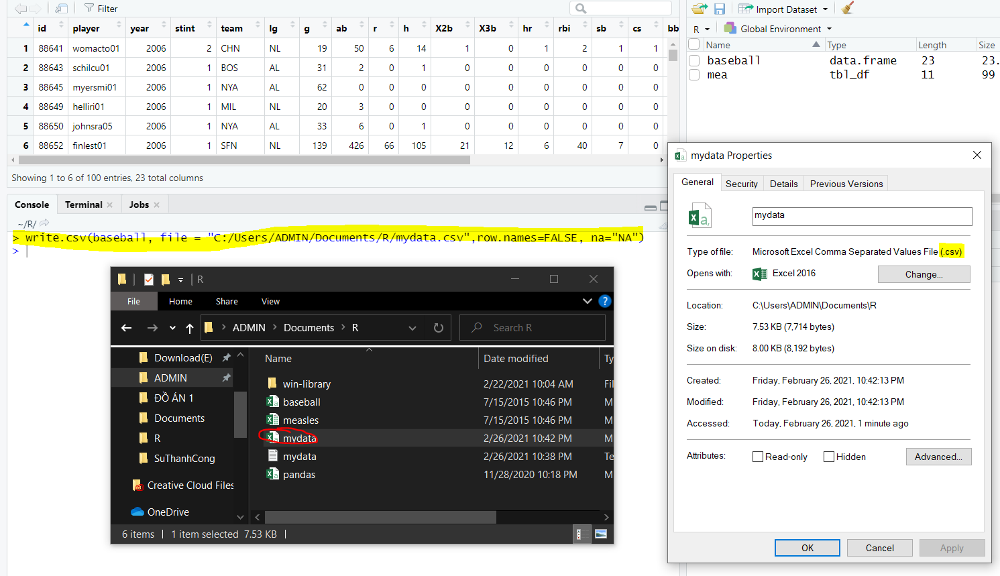 Filter
id player year stint team lg g ab r h X2b X3b hr rbi sb cs bb
1 88641 womacto01 2006 2 CHN NL 19 50 6 14 1 0 1 2 1 1
2 88643 schilcu01 2006 1 BOS AL 31 2 0 1 0 0 0 0 0 0
3 88645 myersmi01 2006 1 NYA AL 62 0 0 0 0 0 0 0 0 0
4 88649 helliri01 2006 1 MIL NL 20 3 0 0 0 0 0 0 0 0
5 88650 johnsra05 2006 1 NYA AL 33 6 0 1 0 0 0 0 0 0
6 88652 finlest01 2006 1 SFN NL 139 426 66 105 21 12 6 40 7 0
Showing 1 to 6 of 100 entries, 23 total columns
Import Dataset
R Global Environment
Name Type Length Size
baseball data.frame 23 23.
mea tbl_df 11 99
Console Terminal Jobs
~/R/
> write.csv(baseball, file = "C:/Users/ADMIN/Documents/R/mydata.csv",row.names=FALSE, na="NA")
>
R
File Home Share View
?
ADMIN > Documents > R
Search R
Download(E)
ADMIN
ĐỒ ÁN 1
Documents
R
SuThanhCong
Creative Cloud Files
OneDrive
Name Date modified Ty
win-library 2/22/2021 10:04 AM Fil
baseball 7/15/2015 10:46 PM M
measles 7/15/2015 10:46 PM M
mydata 2/26/2021 10:42 PM M
mydata 2/26/2021 10:38 PM Te
pandas 11/28/2020 10:18 PM M
6 items 1 item selected 7.53 KB
mydata Properties
General Security Details Previous Versions
mydata
Type of file: Microsoft Excel Comma Separated Values File (.csv)
Opens with: Excel 2016 Change...
Location: C:\Users\ADMIN\Documents\R
Size: 7.53 KB (7,714 bytes)
Size on disk: 8.00 KB (8,192 bytes)
Created: Friday, February 26, 2021, 10:42:13 PM
Modified: Friday, February 26, 2021, 10:42:13 PM
Accessed: Today, February 26, 2021, 1 minute ago
Attributes: Read-only Hidden Advanced...
OK Cancel Apply